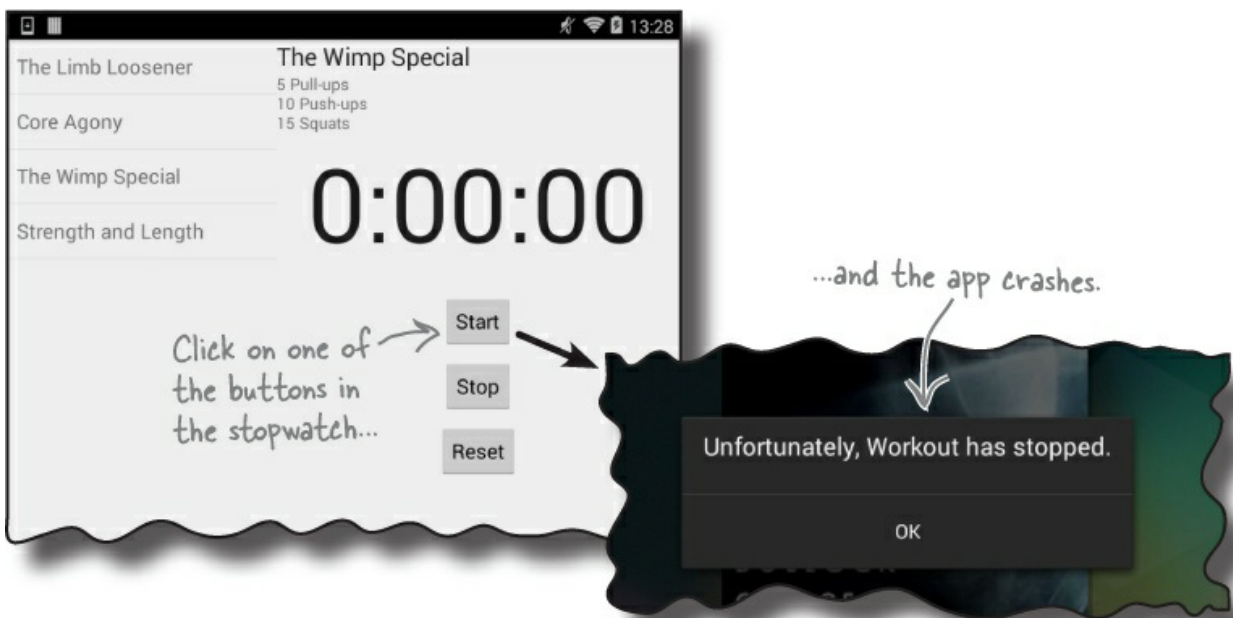 13:28
The Limb Loosener
Core Agony
The Wimp Special
Strength and Length
The Wimp Special
5 Pull-ups
10 Push-ups
15 Squats
0:00:00
Start
Stop
Reset
Click on one of
the buttons in
the stopwatch...
...and the app crashes.
Unfortunately, Workout has stopped.
OK